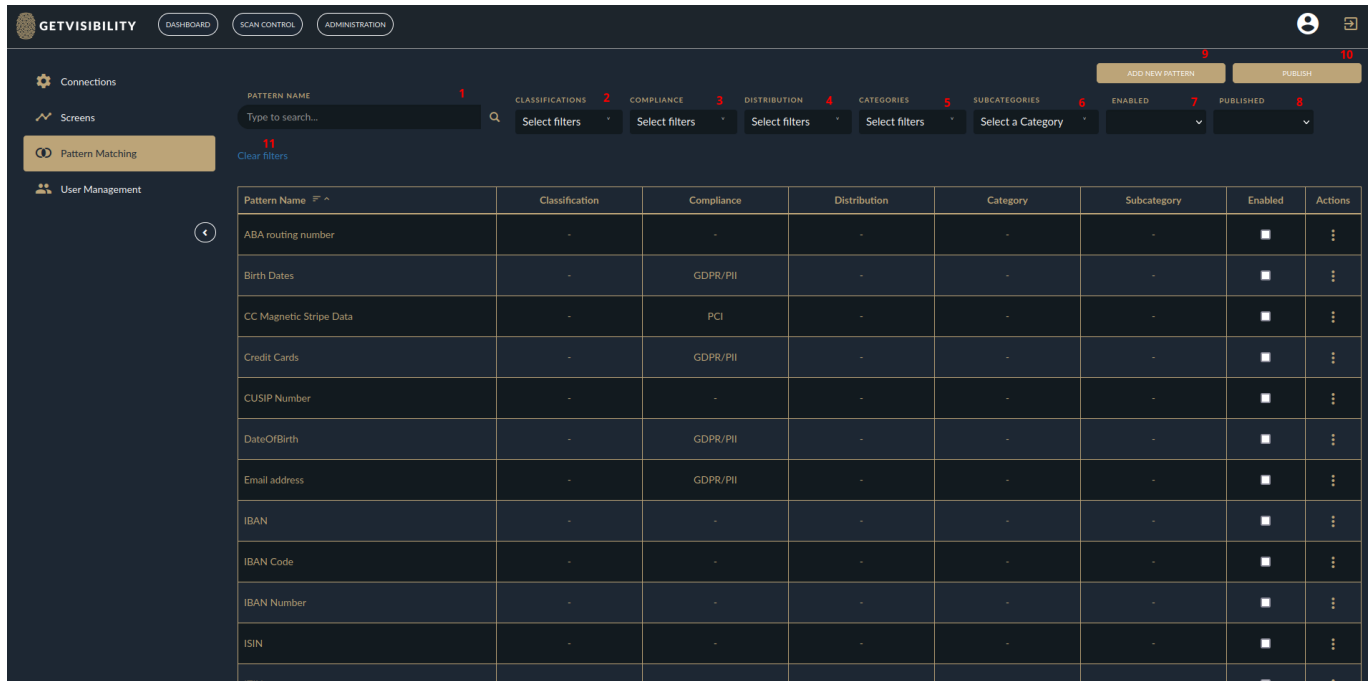 GETVISIBILITY DASHBOARD SCAN CONTROL ADMINISTRATION
9 10
ADD NEW PATTERN PUBLISH
Connections
Screens
Pattern Matching
User Management
PATTERN NAME 1 CLASSIFICATIONS 2 COMPLIANCE 3 DISTRIBUTION 4 CATEGORIES 5 SUBCATEGORIES 6 ENABLED 7 PUBLISHED 8
Type to search... Select filters Select filters Select filters Select filters Select a Category
11
Clear filters
Pattern Name Classification Compliance Distribution Category Subcategory Enabled Actions
ABA routing number - - - - -
Birth Dates - GDPR/PII - - -
CC Magnetic Stripe Data - PCI - - -
Credit Cards - GDPR/PII - - -
CUSIP Number - - - - -
DateOfBirth - GDPR/PII - - -
Email address - GDPR/PII - - -
IBAN - - - - -
IBAN Code - - - - -
IBAN Number - - - - -
ISIN - - - - -